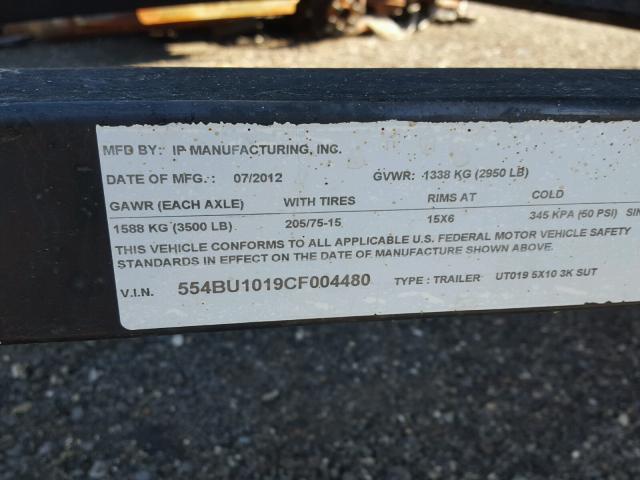 MFD BY: IP MANUFACTURING, INC.
DATE OF MFG.: 07/2012 GVWR: 1338 KG (2950 LB)
GAWR (EACH AXLE) WITH TIRES RIMS AT COLD
1588 KG (3500 LB) 205/75-15 15X6 345 KPA (50 PSI) SIN
THIS VEHICLE CONFORMS TO ALL APPLICABLE U.S. FEDERAL MOTOR VEHICLE SAFETY
STANDARDS IN EFFECT ON THE DATE OF MANUFACTURE SHOWN ABOVE.
V.I.N. 554BU1019CF004480 TYPE: TRAILER UT019 5X10 3K SUT